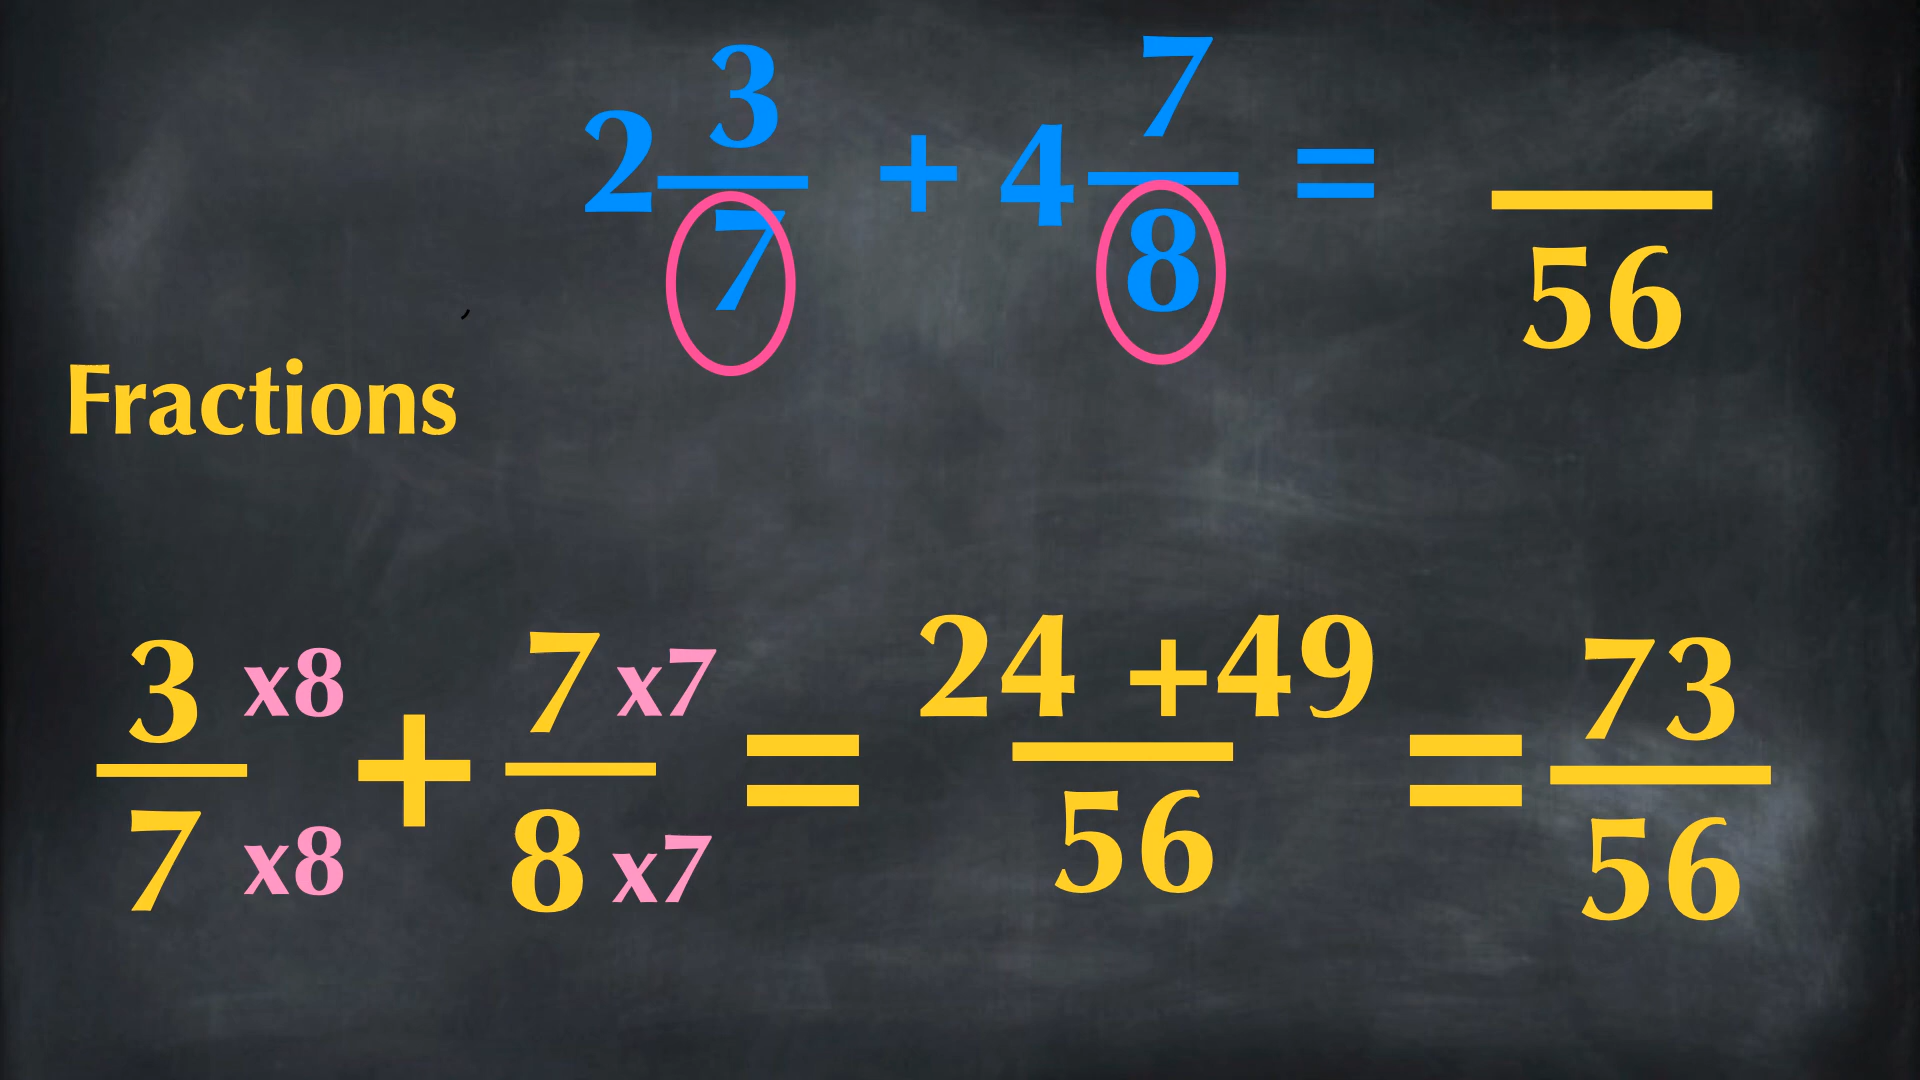 2 3/7 + 4 7/8 = /56
Fractions
3/7 x8 x8 + 7/8 x7 x7 = 24 +49/56 = 73/56